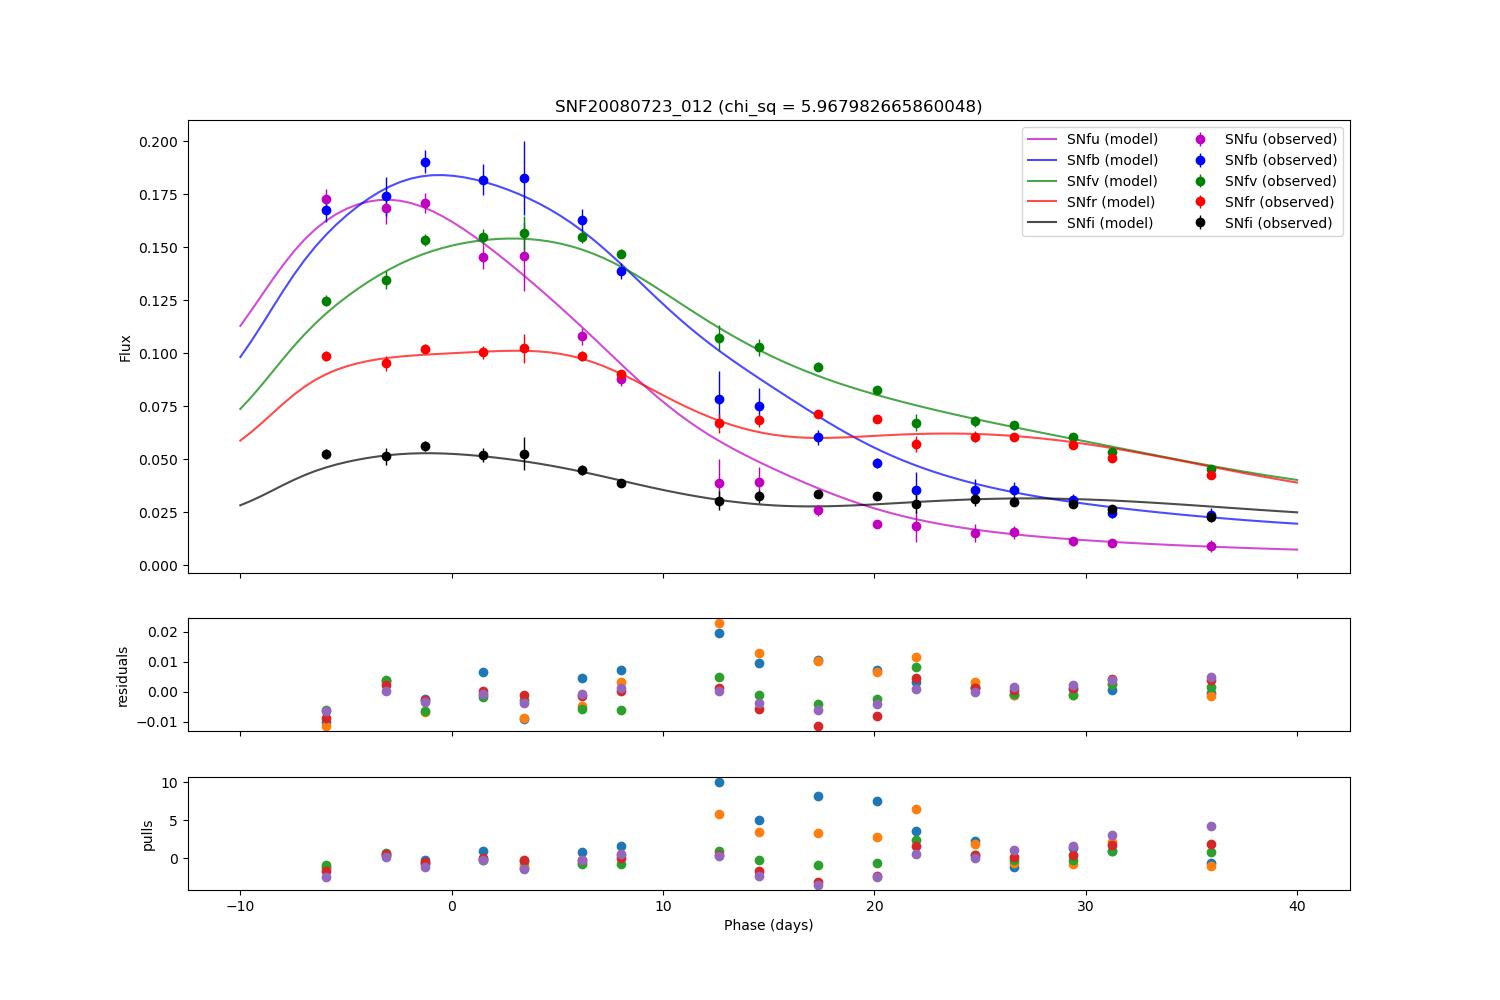 SNF20080723_012 (chi_sq = 5.967982665860048)
0.200
0.175
0.150
0.125
0.100
0.075
0.050
0.025
0.000
Flux
SNfu (model)
SNfb (model)
SNfv (model)
SNfr (model)
SNfi (model)
SNfu (observed)
SNfb (observed)
SNfv (observed)
SNfr (observed)
SNfi (observed)
0.02
0.01
0.00
−0.01
residuals
10
5
0
pulls
−10 0 10 20 30 40
Phase (days)